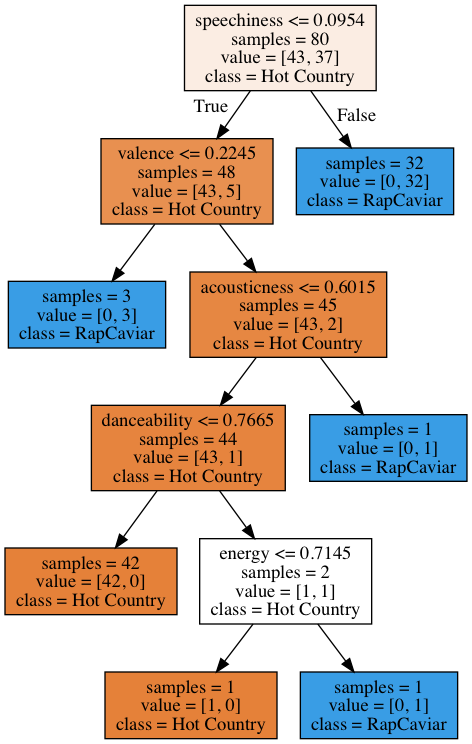 speechiness <= 0.0954
samples = 80
value = [43, 37]
class = Hot Country
True
False
valence <= 0.2245
samples = 48
value = [43, 5]
class = Hot Country
samples = 32
value = [0, 32]
class = RapCaviar
samples = 3
value = [0, 3]
class = RapCaviar
acousticness <= 0.6015
samples = 45
value = [43, 2]
class = Hot Country
danceability <= 0.7665
samples = 44
value = [43, 1]
class = Hot Country
samples = 1
value = [0, 1]
class = RapCaviar
samples = 42
value = [42, 0]
class = Hot Country
energy <= 0.7145
samples = 2
value = [1, 1]
class = Hot Country
samples = 1
value = [1, 0]
class = Hot Country
samples = 1
value = [0, 1]
class = RapCaviar